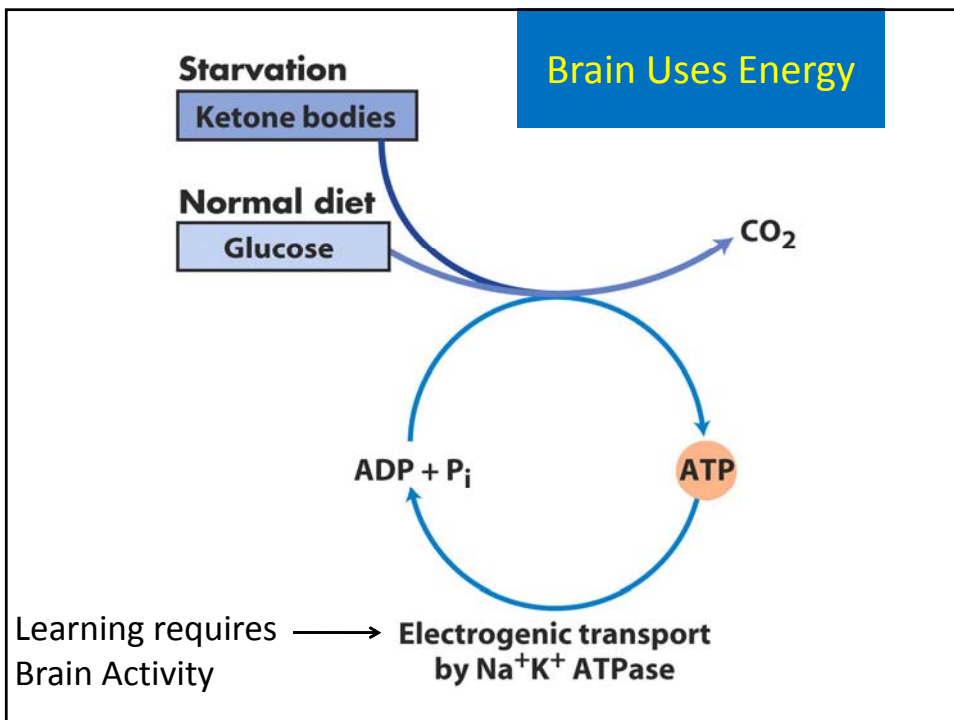 Brain Uses Energy
Starvation
Ketone bodies
Normal diet
Glucose
CO₂
ADP + Pᵢ
ATP
Learning requires
Brain Activity
Electrogenic transport
by Na⁺K⁺ ATPase